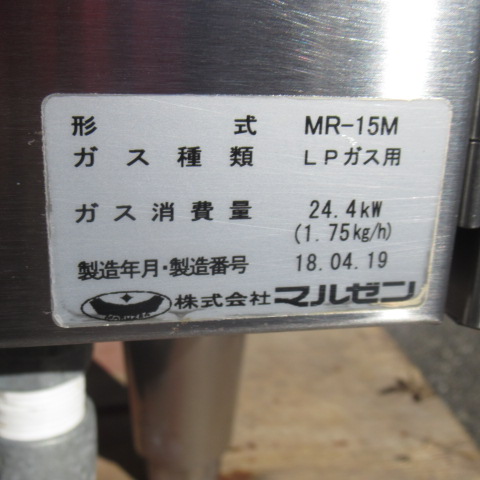 形式 MR-15M
ガス種類 LPガス用
ガス消費量 24.4kW
(1.75kg/h)
製造年月・製造番号 18.04.19
株式会社マルゼン